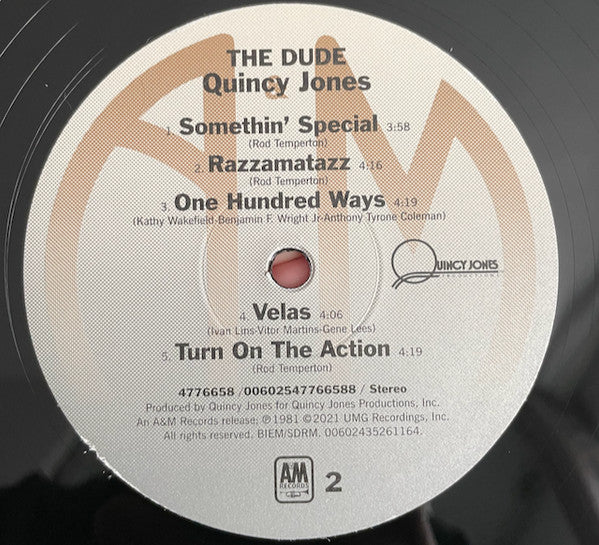 THE DUDE
Quincy Jones
1. Somethin' Special 3:58
(Rod Temperton)
2. Razzamatazz 4:16
(Rod Temperton)
3. One Hundred Ways 4:19
(Kathy Wakefield-Benjamin F. Wright Jr-Anthony Tyrone Coleman)
QUINCY JONES
PRODUCTIONS
4. Velas 4:06
(Ivan Lins-Vitor Martins-Gene Lees)
5. Turn On The Action 4:19
(Rod Temperton)
4776658 / 00602547766588 / Stereo
Produced by Quincy Jones for Quincy Jones Productions, Inc.
An A&M Records release: ℗ 1981 © 2021 UMG Recordings, Inc.
All rights reserved. BIEM/SDRM. 00602435261164.
AM
RECORDS
2